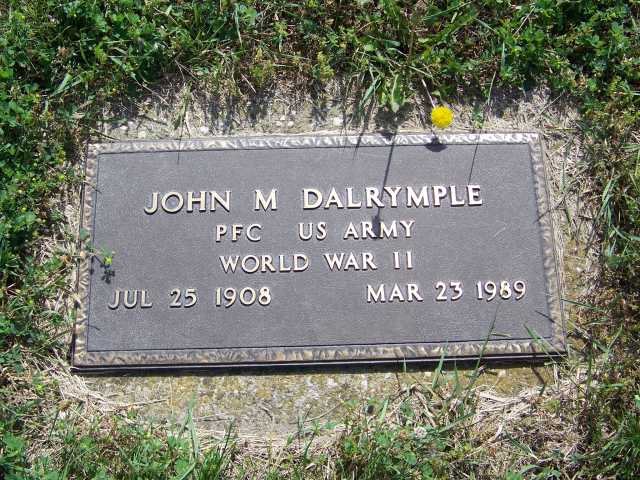 JOHN M DALRYMPLE
PFC US ARMY
WORLD WAR II
JUL 25 1908 MAR 23 1989